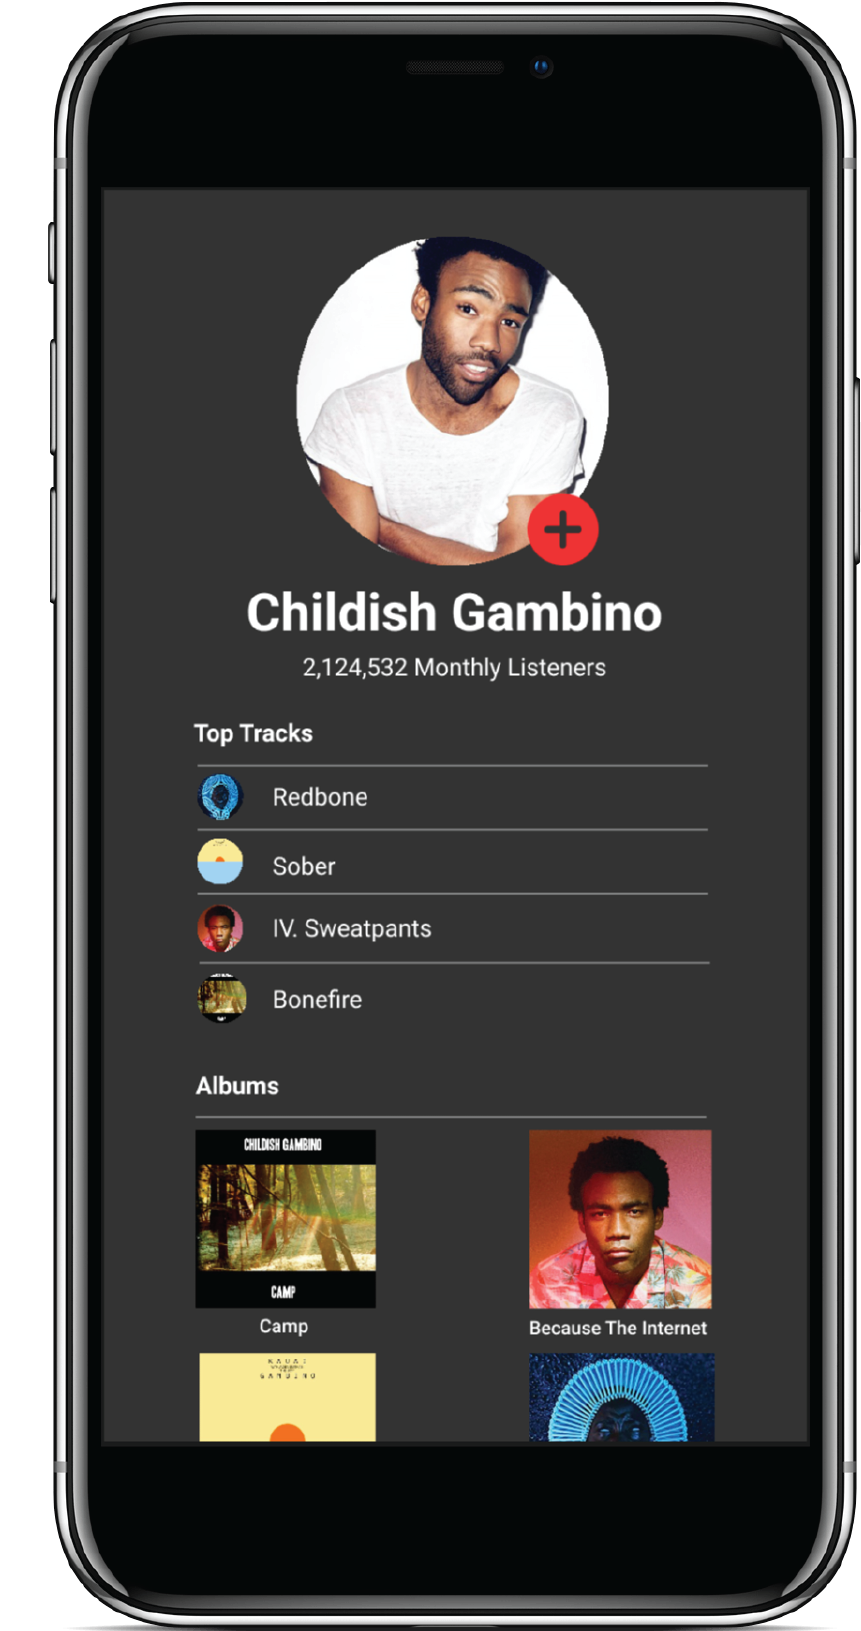 Childish Gambino
2,124,532 Monthly Listeners
Top Tracks
Redbone
Sober
IV. Sweatpants
Bonefire
Albums
CHILDISH GAMBINO
CAMP
Camp
Because The Internet
KAUAI
GAMBINO